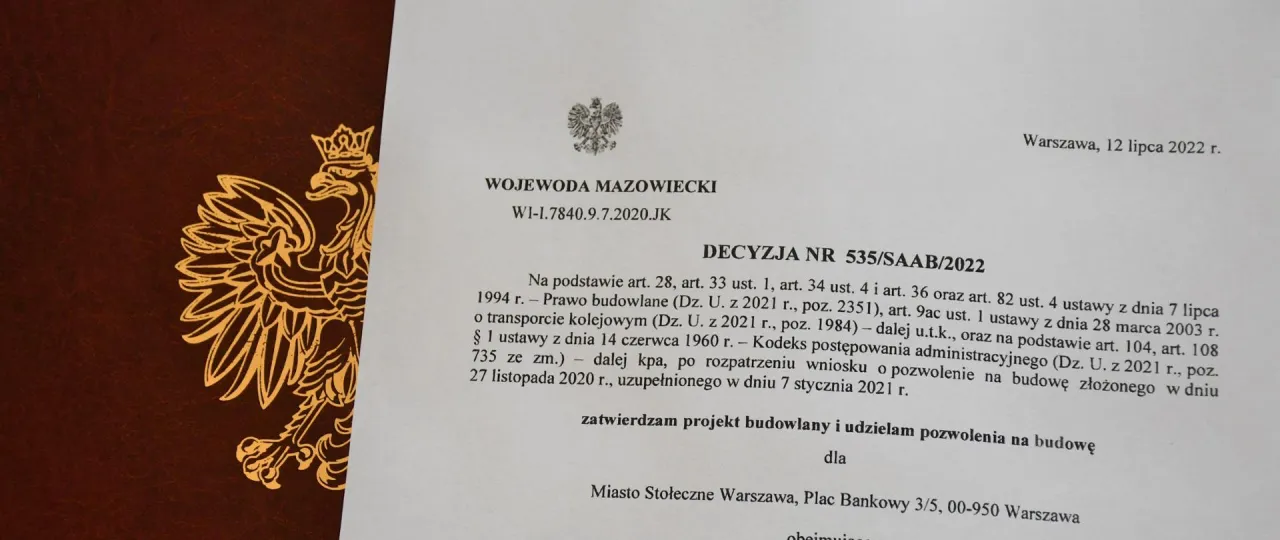 Warszawa, 12 lipca 2022 r.
WOJEWODA MAZOWIECKI
WI-I.7840.9.7.2020.JK
DECYZJA NR 535/SAAB/2022
Na podstawie art. 28, art. 33 ust. 1, art. 34 ust. 4 i art. 36 oraz art. 82 ust. 4 ustawy z dnia 7 lipca
1994 r. – Prawo budowlane (Dz. U. z 2021 r., poz. 2351), art. 9ac ust. 1 ustawy z dnia 28 marca 2003 r.
o transporcie kolejowym (Dz. U. z 2021 r., poz. 1984) – dalej u.t.k., oraz na podstawie art. 104, art. 108
§ 1 ustawy z dnia 14 czerwca 1960 r. – Kodeks postępowania administracyjnego (Dz. U. z 2021 r., poz.
735 ze zm.) – dalej kpa, po rozpatrzeniu wniosku o pozwolenie na budowę złożonego w dniu
27 listopada 2020 r., uzupełnionego w dniu 7 stycznia 2021 r.
zatwierdzam projekt budowlany i udzielam pozwolenia na budowę
dla
Miasto Stołeczne Warszawa, Plac Bankowy 3/5, 00-950 Warszawa